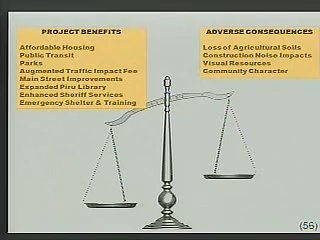 PROJECT BENEFITS
Affordable Housing
Public Transit
Parks
Augmented Traffic Impact Fee
Main Street Improvements
Expanded Piru Library
Enhanced Sheriff Services
Emergency Shelter & Training
ADVERSE CONSEQUENCES
Loss of Agricultural Soils
Construction Noise Impacts
Visual Resources
Community Character
(56)